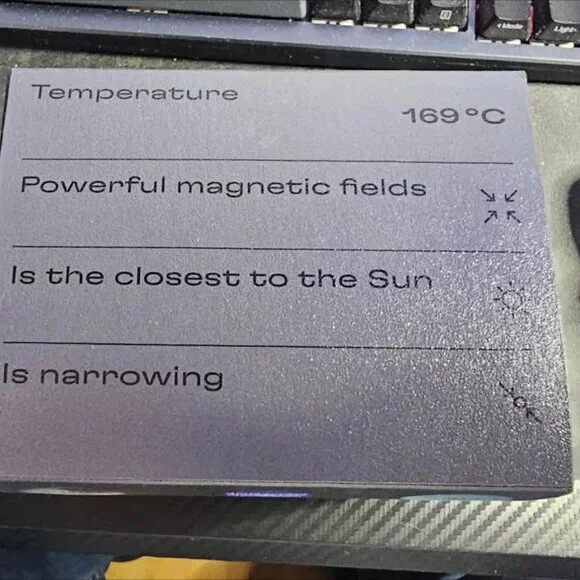 Temperature
169°C
Powerful magnetic fields
Is the closest to the Sun
Is narrowing